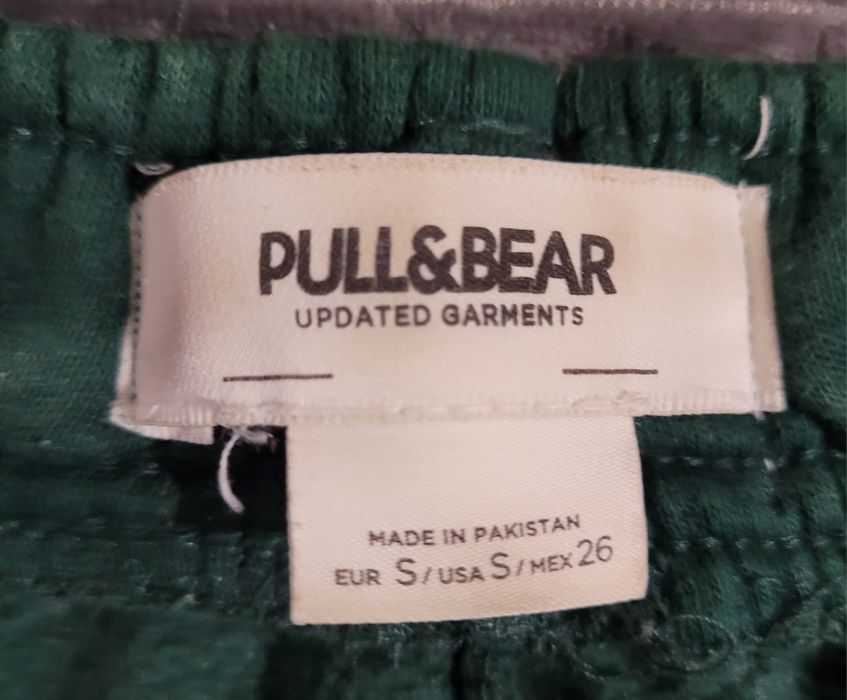 PULL&BEAR
UPDATED GARMENTS
MADE IN PAKISTAN
EUR S/USA S/MEX 26